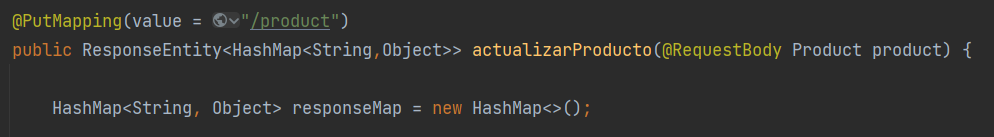 @PutMapping(value = "/product")
public ResponseEntity<HashMap<String,Object>> actualizarProducto(@RequestBody Product product) {
HashMap<String, Object> responseMap = new HashMap<>();